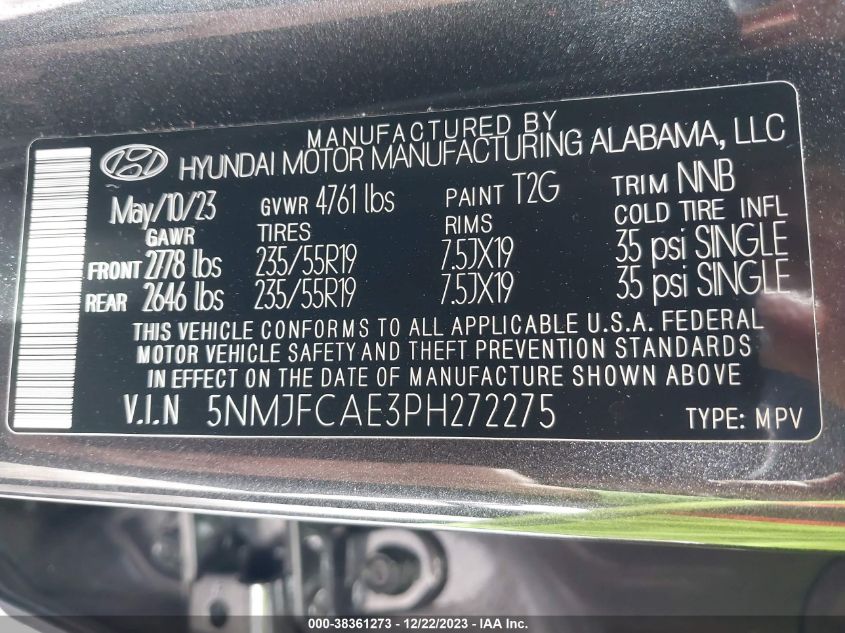 MANUFACTURED BY
HYUNDAI MOTOR MANUFACTURING ALABAMA, LLC
May/10/23 GVWR 4761 lbs PAINT T2G TRIM NNB
GAWR TIRES RIMS COLD TIRE INFL
FRONT 2778 lbs 235/55R19 7.5JX19 35 psi SINGLE
REAR 2646 lbs 235/55R19 7.5JX19 35 psi SINGLE
THIS VEHICLE CONFORMS TO ALL APPLICABLE U.S.A. FEDERAL
MOTOR VEHICLE SAFETY AND THEFT PREVENTION STANDARDS
IN EFFECT ON THE DATE OF MANUFACTURE SHOWN ABOVE
V.I.N 5NMJFCAE3PH272275 TYPE: MPV
000-38361273 - 12/22/2023 - IAA, Inc.